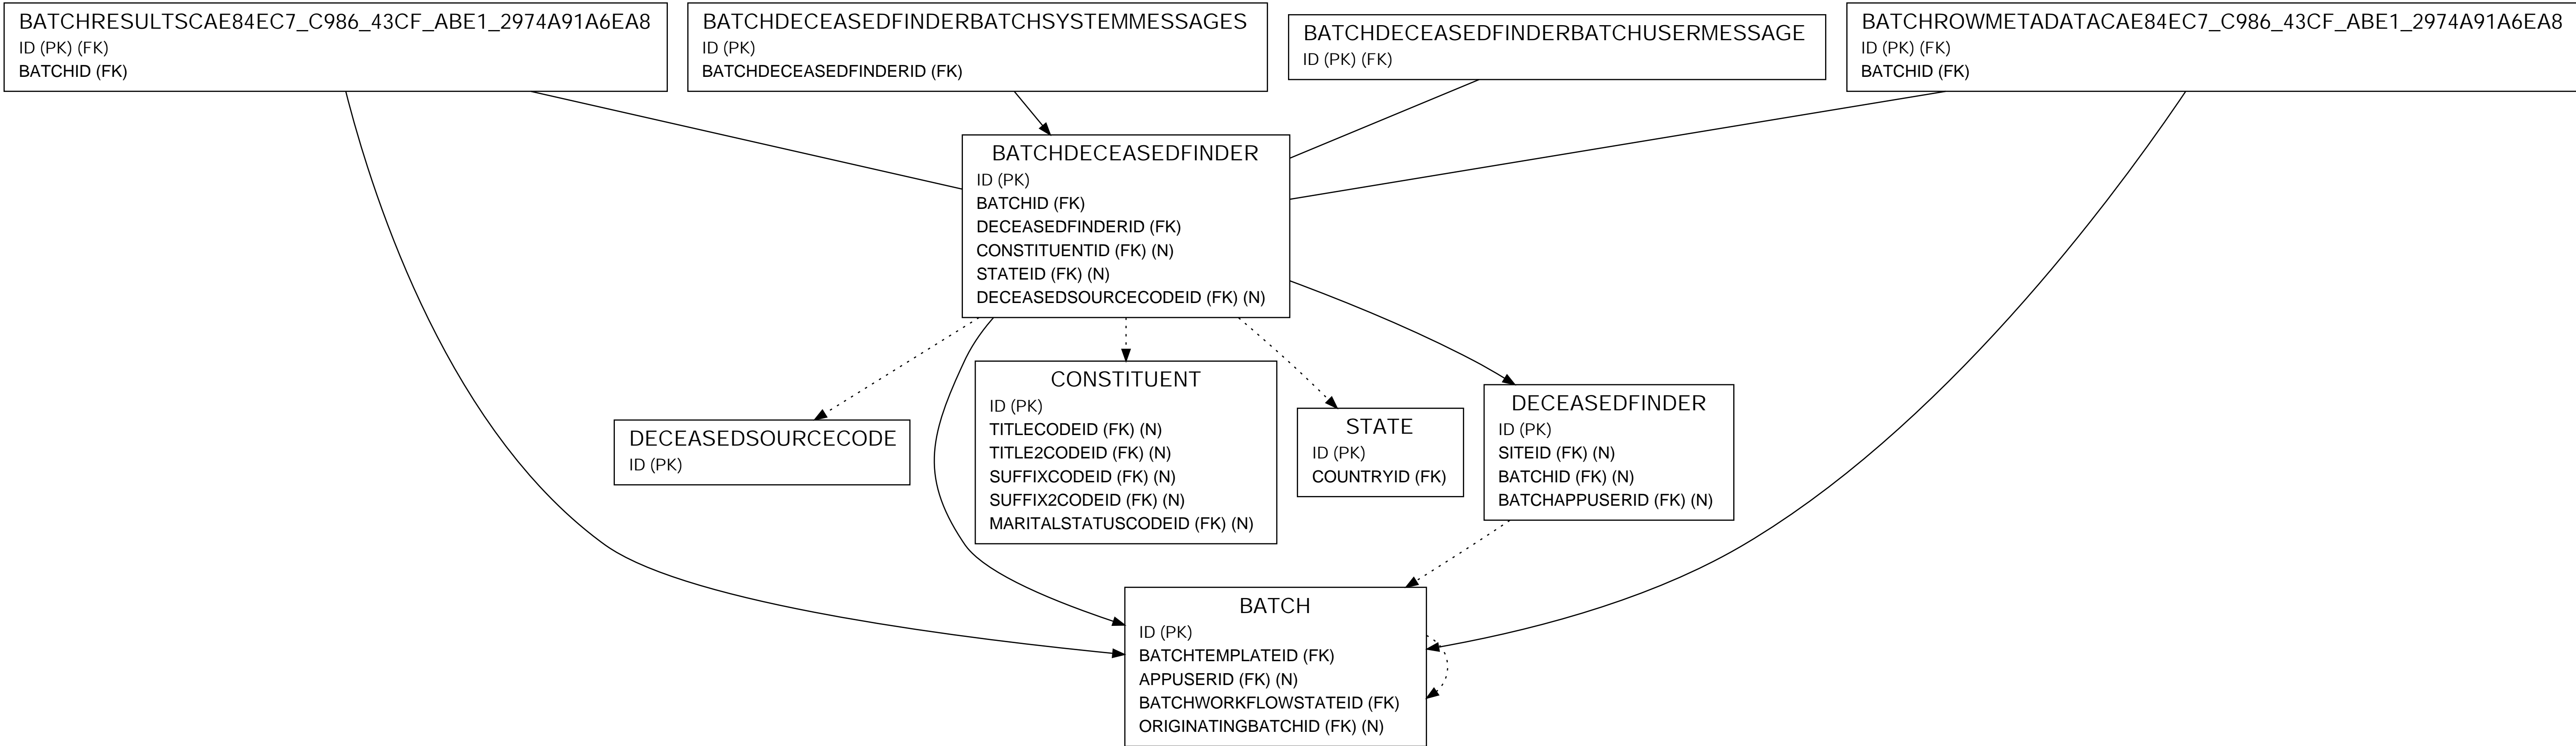 BATCHRESULTSCAE84EC7_C986_43CF_ABE1_2974A91A6EA8
ID (PK) (FK)
BATCHID (FK)
BATCHDECEASEDFINDERBATCHSYSTEMMESSAGES
ID (PK)
BATCHDECEASEDFINDERID (FK)
BATCHDECEASEDFINDERBATCHUSERMESSAGE
ID (PK) (FK)
BATCHROWMETADATACAE84EC7_C986_43CF_ABE1_2974A91A6EA8
ID (PK) (FK)
BATCHID (FK)
BATCHDECEASEDFINDER
ID (PK)
BATCHID (FK)
DECEASEDFINDERID (FK)
CONSTITUENTID (FK) (N)
STATEID (FK) (N)
DECEASEDSOURCECODEID (FK) (N)
DECEASEDSOURCECODE
ID (PK)
CONSTITUENT
ID (PK)
TITLECODEID (FK) (N)
TITLE2CODEID (FK) (N)
SUFFIXCODEID (FK) (N)
SUFFIX2CODEID (FK) (N)
MARITALSTATUSCODEID (FK) (N)
STATE
ID (PK)
COUNTRYID (FK)
DECEASEDFINDER
ID (PK)
SITEID (FK) (N)
BATCHID (FK) (N)
BATCHAPPUSERID (FK) (N)
BATCH
ID (PK)
BATCHTEMPLATEID (FK)
APPUSERID (FK) (N)
BATCHWORKFLOWSTATEID (FK)
ORIGINATINGBATCHID (FK) (N)